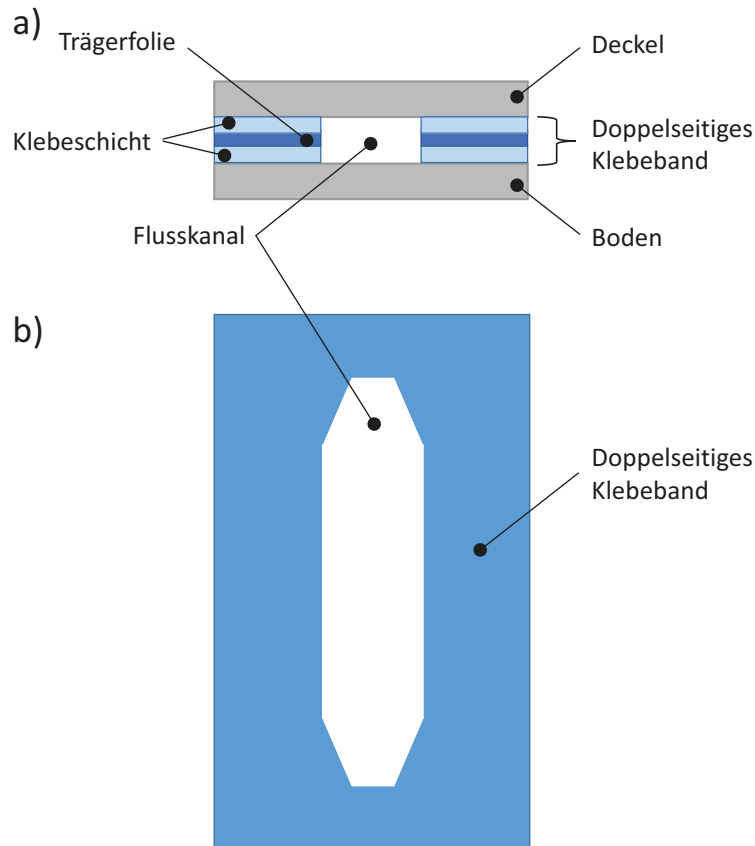 a)
Trägerfolie
Deckel
Klebeschicht
Doppelseitiges
Klebeband
Flusskanal
Boden
b)
Doppelseitiges
Klebeband